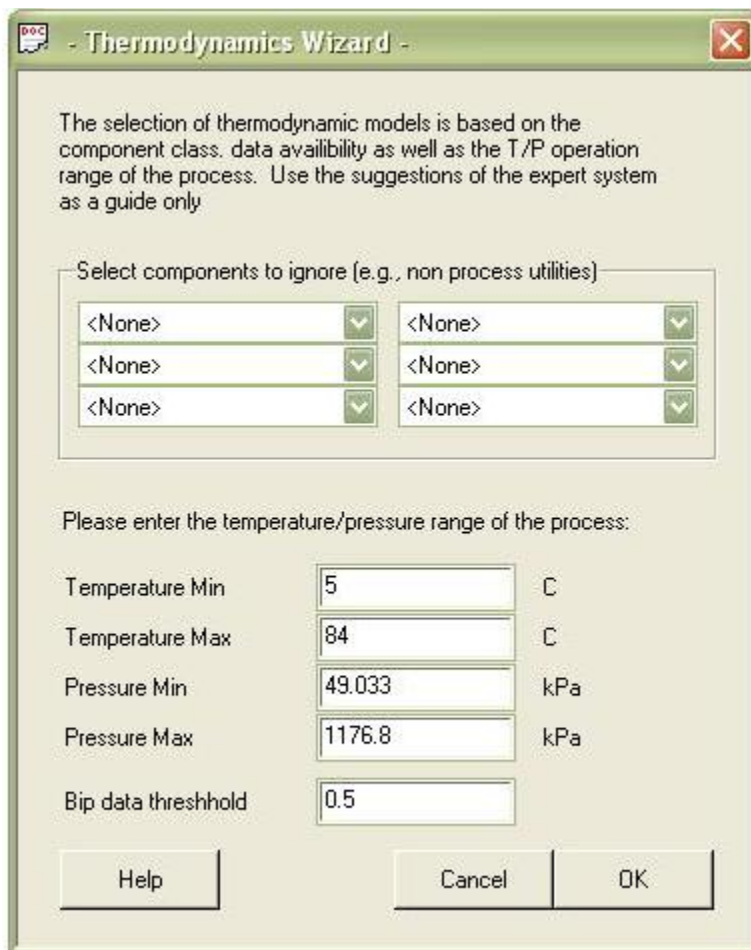 DOC
- Thermodynamics Wizard -
The selection of thermodynamic models is based on the
component class. data availibility as well as the T/P operation
range of the process.  Use the suggestions of the expert system
as a guide only
Select components to ignore (e.g., non process utilities)
<None> <None>
<None> <None>
<None> <None>
Please enter the temperature/pressure range of the process:
Temperature Min 5 C
Temperature Max 84 C
Pressure Min 49.033 kPa
Pressure Max 1176.8 kPa
Bip data threshhold 0.5
Help Cancel OK